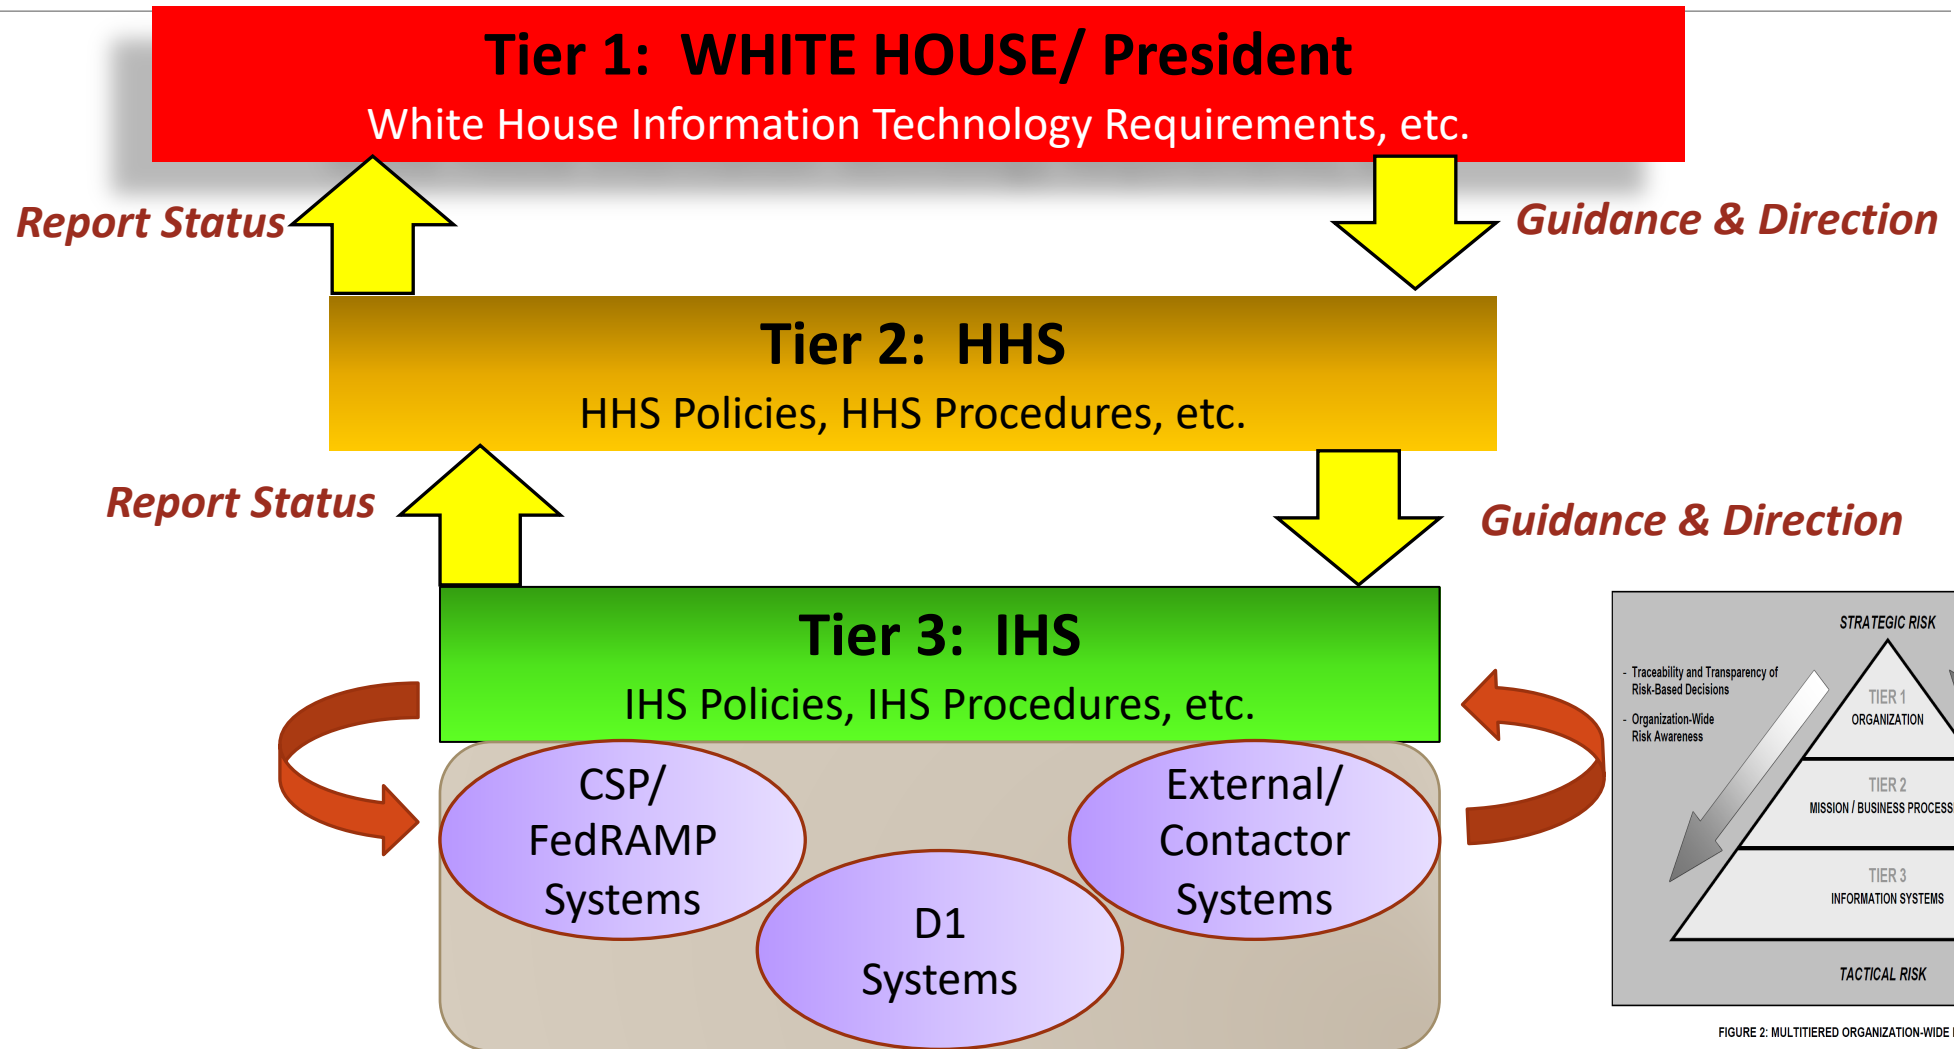 Tier 1: WHITE HOUSE/ President
White House Information Technology Requirements, etc.
Report Status
Guidance & Direction
Tier 2: HHS
HHS Policies, HHS Procedures, etc.
Report Status
Guidance & Direction
Tier 3: IHS
IHS Policies, IHS Procedures, etc.
CSP/
FedRAMP
Systems
D1
Systems
External/
Contactor
Systems
STRATEGIC RISK
- Traceability and Transparency of
Risk-Based Decisions
- Organization-Wide
Risk Awareness
TIER 1
ORGANIZATION
TIER 2
MISSION / BUSINESS PROCESS
TIER 3
INFORMATION SYSTEMS
TACTICAL RISK
FIGURE 2: MULTITIERED ORGANIZATION-WIDE